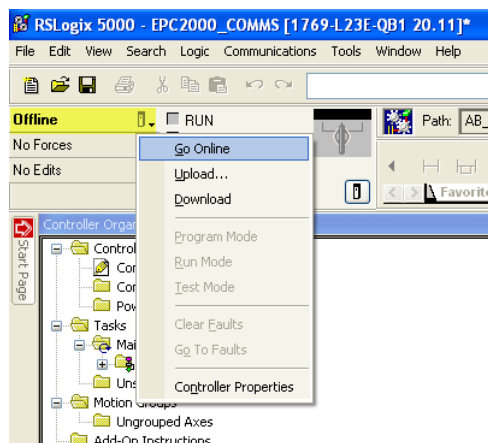 RSLogix 5000 - EPC2000_COMMS [1769-L23E-QB1 20.11]*
File Edit View Search Logic Communications Tools Window Help
Offline RUN Path: AB_
No Forces
No Edits
Favorit
Go Online
Upload...
Download
Program Mode
Run Mode
Test Mode
Clear Faults
Go To Faults
Controller Properties
Start Page
Controller Organ
Control
Con
Con
Pow
Tasks
Mai
Uns
Motion Groups
Ungrouped Axes
Add-On Instructions